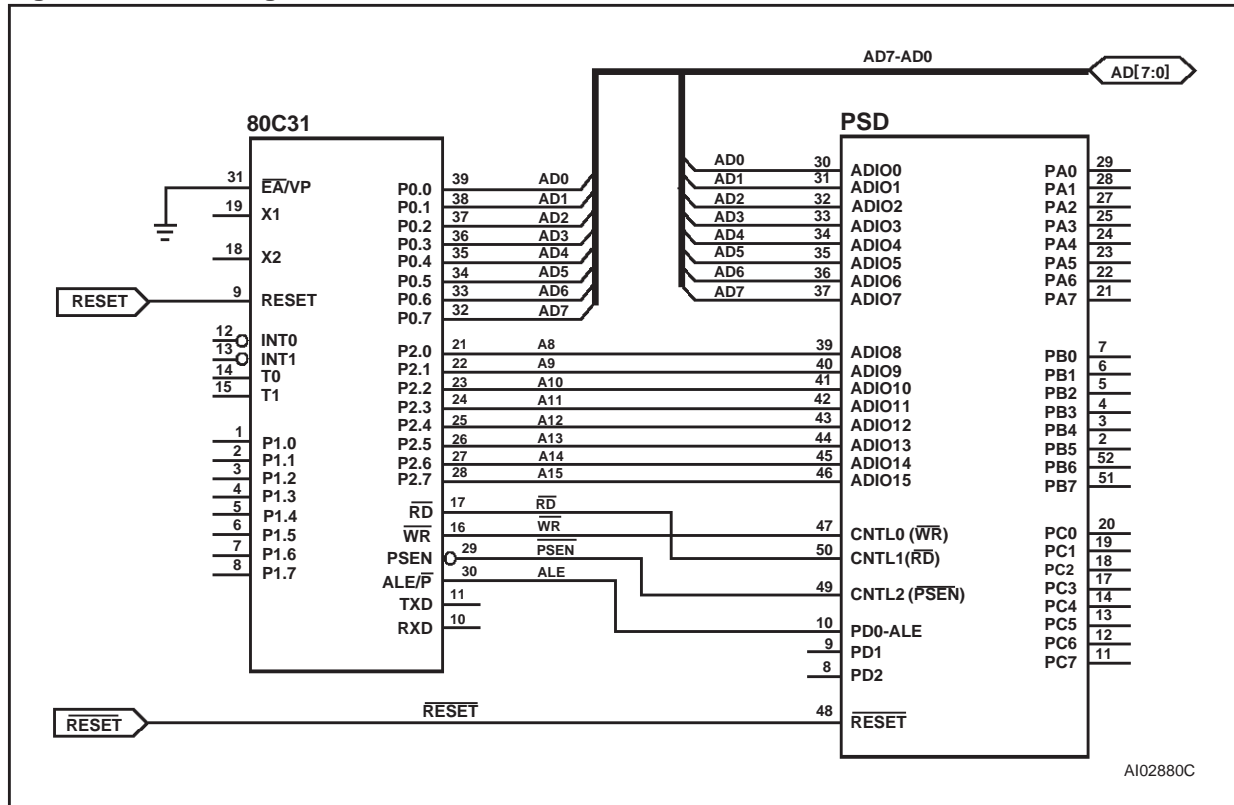 AD7-AD0
AD[7:0]
80C31
PSD
31 EA/VP
19 X1
18 X2
RESET 9 RESET
12 INT0
13 INT1
14 T0
15 T1
1 P1.0
2 P1.1
3 P1.2
4 P1.3
5 P1.4
6 P1.5
7 P1.6
8 P1.7
P0.0 39 AD0
P0.1 38 AD1
P0.2 37 AD2
P0.3 36 AD3
P0.4 35 AD4
P0.5 34 AD5
P0.6 33 AD6
P0.7 32 AD7
P2.0 21 A8
P2.1 22 A9
P2.2 23 A10
P2.3 24 A11
P2.4 25 A12
P2.5 26 A13
P2.6 27 A14
P2.7 28 A15
RD 17 RD
WR 16 WR
PSEN 29 PSEN
ALE/P 30 ALE
TXD 11
RXD 10
AD0 30 ADIO0
AD1 31 ADIO1
AD2 32 ADIO2
AD3 33 ADIO3
AD4 34 ADIO4
AD5 35 ADIO5
AD6 36 ADIO6
AD7 37 ADIO7
39 ADIO8
40 ADIO9
41 ADIO10
42 ADIO11
43 ADIO12
44 ADIO13
45 ADIO14
46 ADIO15
47 CNTL0 (WR)
50 CNTL1(RD)
49 CNTL2 (PSEN)
10 PD0-ALE
9 PD1
8 PD2
48 RESET
PA0 29
PA1 28
PA2 27
PA3 25
PA4 24
PA5 23
PA6 22
PA7 21
PB0 7
PB1 6
PB2 5
PB3 4
PB4 3
PB5 2
PB6 52
PB7 51
PC0 20
PC1 19
PC2 18
PC3 17
PC4 14
PC5 13
PC6 12
PC7 11
RESET RESET
AI02880C